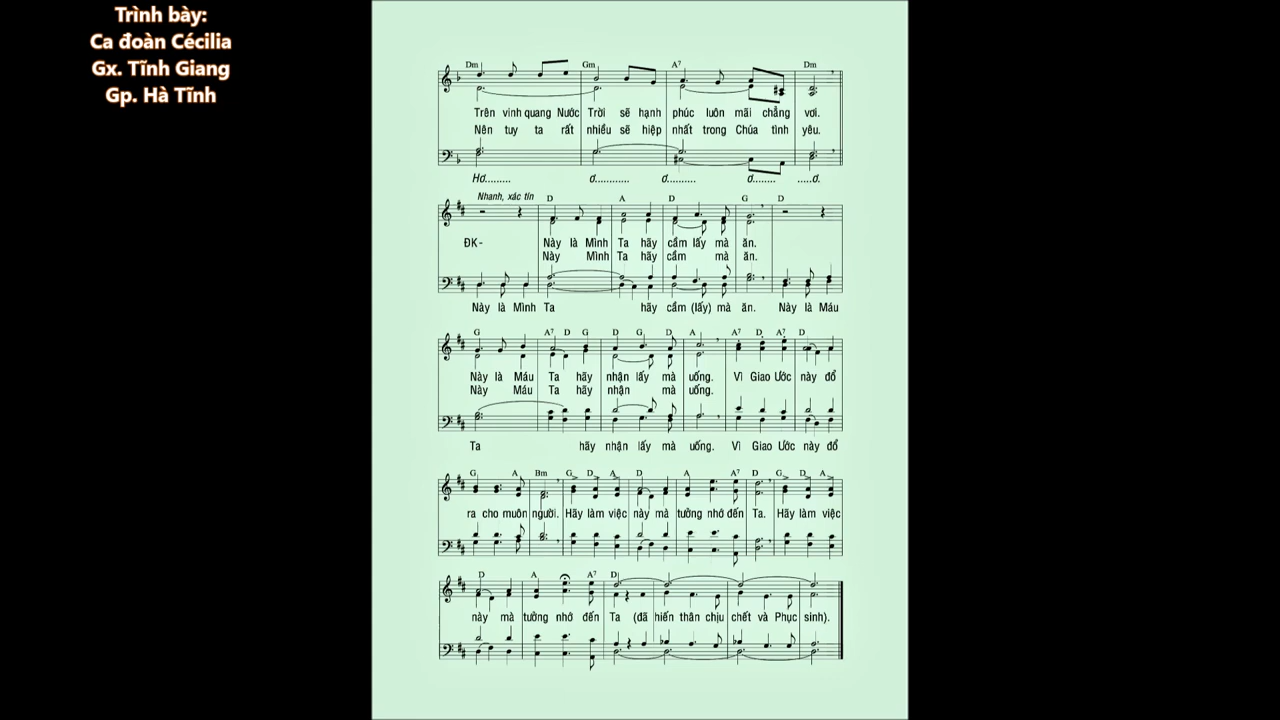 Trình bày:
Ca đoàn Cécilia
Gx. Tĩnh Giang
Gp. Hà Tĩnh
Dm Gm A7 Dm
Trên vinh quang Nước Trời sẽ hạnh phúc luôn mãi chẳng vơi.
Nên tuy ta rất nhiều sẽ hiệp nhất trong Chúa tình yêu.
Hơ......... ơ............ ơ.......... ơ........ .....ơ.
Nhanh, xác tín D A D G D
ĐK- Này là Mình Ta hãy cầm lấy mà ăn.
Này Mình Ta hãy cầm mà ăn.
Này là Mình Ta hãy cầm (lấy) mà ăn. Này là Máu
G A7 D G D G D A A7 D A7 D
Này là Máu Ta hãy nhận lấy mà uống. Vì Giao Ước này đổ
Này Máu Ta hãy nhận mà uống.
Ta hãy nhận lấy mà uống. Vì Giao Ước này đổ
G A Bm G D A D A A7 D G D A
ra cho muôn người. Hãy làm việc này mà tưởng nhớ đến Ta. Hãy làm việc
D A A7 D
này mà tưởng nhớ đến Ta (đã hiến thân chịu chết và Phục sinh).